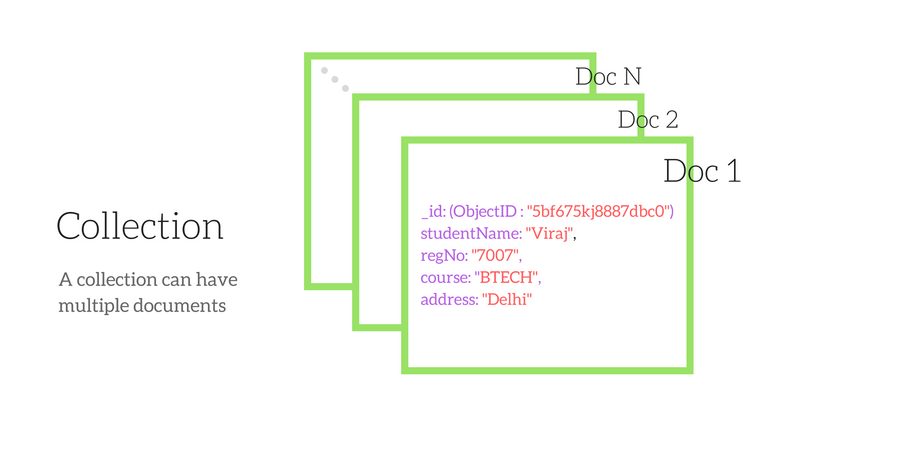 Doc N
Doc 2
Doc 1
_id: (ObjectID : "5bf675kj8887dbc0")
studentName: "Viraj",
regNo: "7007",
course: "BTECH",
address: "Delhi"
Collection
A collection can have
multiple documents